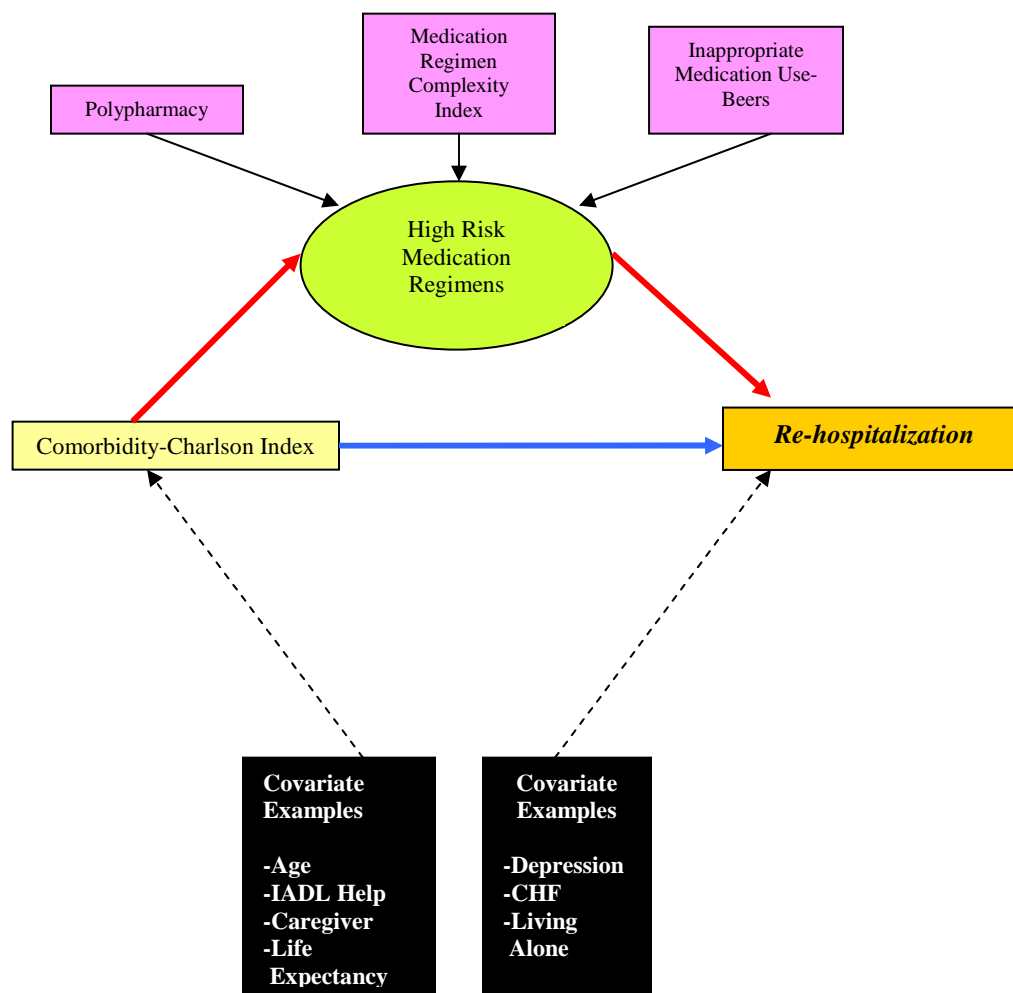 Polypharmacy
Medication
Regimen
Complexity
Index
Inappropriate
Medication Use-
Beers
High Risk
Medication
Regimens
Comorbidity-Charlson Index
Re-hospitalization
Covariate
Examples
-Age
-IADL Help
-Caregiver
-Life
Expectancy
Covariate
Examples
-Depression
-CHF
-Living
Alone